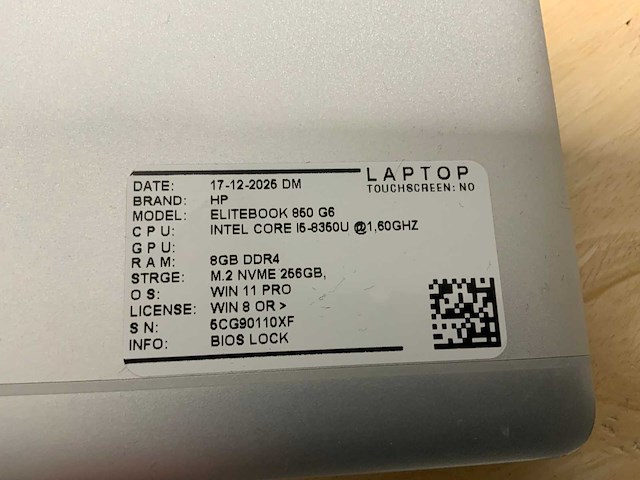 LAPTOP
TOUCHSCREEN: NO
DATE: 17-12-2025 DM
BRAND: HP
MODEL: ELITEBOOK 850 G5
CPU: INTEL CORE I5-8350U @1,60GHZ
GPU:
RAM: 8GB DDR4
STRGE: M.2 NVME 256GB,
OS: WIN 11 PRO
LICENSE: WIN 8 OR >
SN: 5CG90110XF
INFO: BIOS LOCK